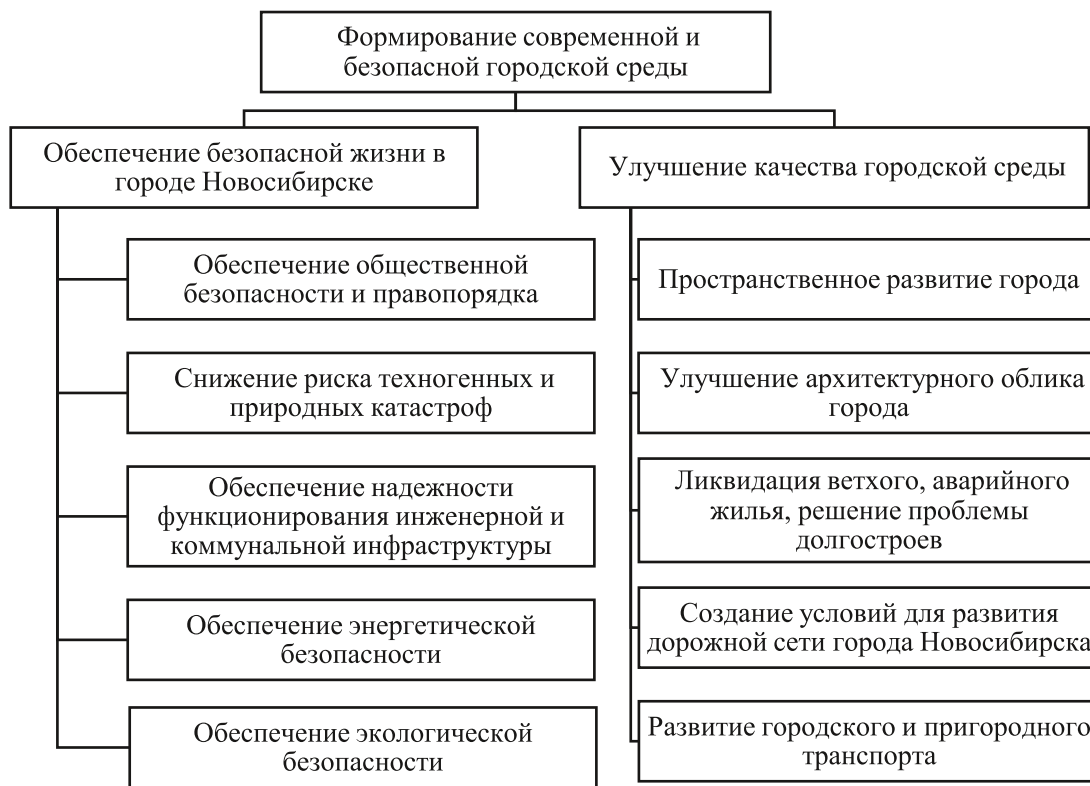 Формирование современной и
безопасной городской среды
Обеспечение безопасной жизни в
городе Новосибирске
Обеспечение общественной
безопасности и правопорядка
Снижение риска техногенных и
природных катастроф
Обеспечение надежности
функционирования инженерной и
коммунальной инфраструктуры
Обеспечение энергетической
безопасности
Обеспечение экологической
безопасности
Улучшение качества городской среды
Пространственное развитие города
Улучшение архитектурного облика
города
Ликвидация ветхого, аварийного
жилья, решение проблемы
долгостроев
Создание условий для развития
дорожной сети города Новосибирска
Развитие городского и пригородного
транспорта